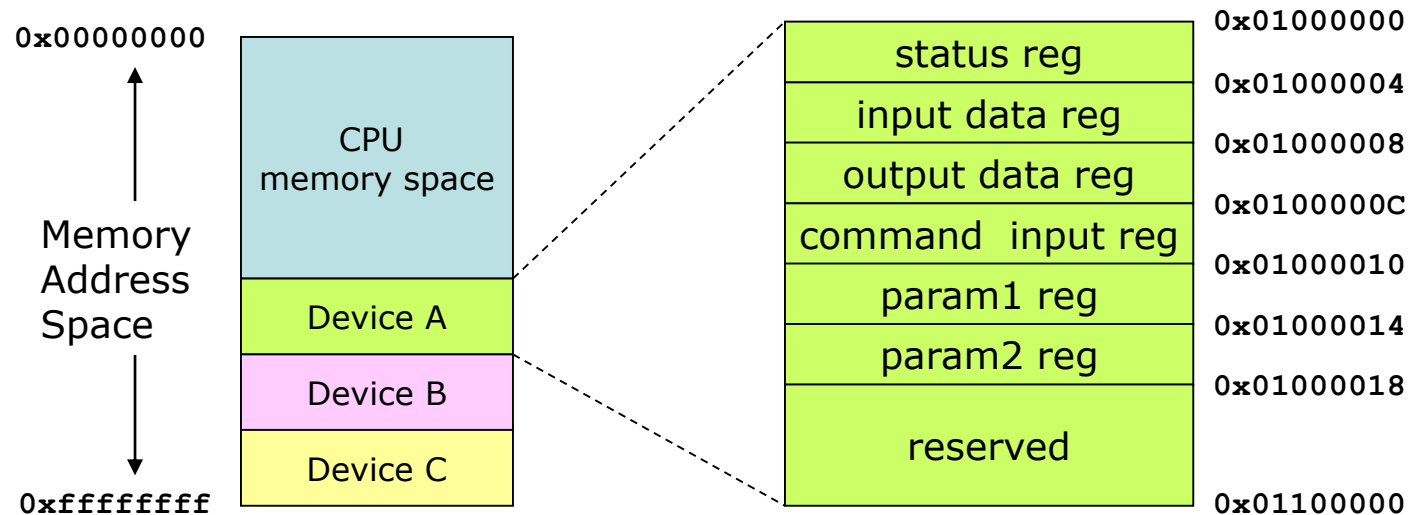 0x00000000
Memory
Address
Space
0xffffffff
CPU
memory space
Device A
Device B
Device C
status reg
input data reg
output data reg
command input reg
param1 reg
param2 reg
reserved
0x01000000
0x01000004
0x01000008
0x0100000C
0x01000010
0x01000014
0x01000018
0x01100000